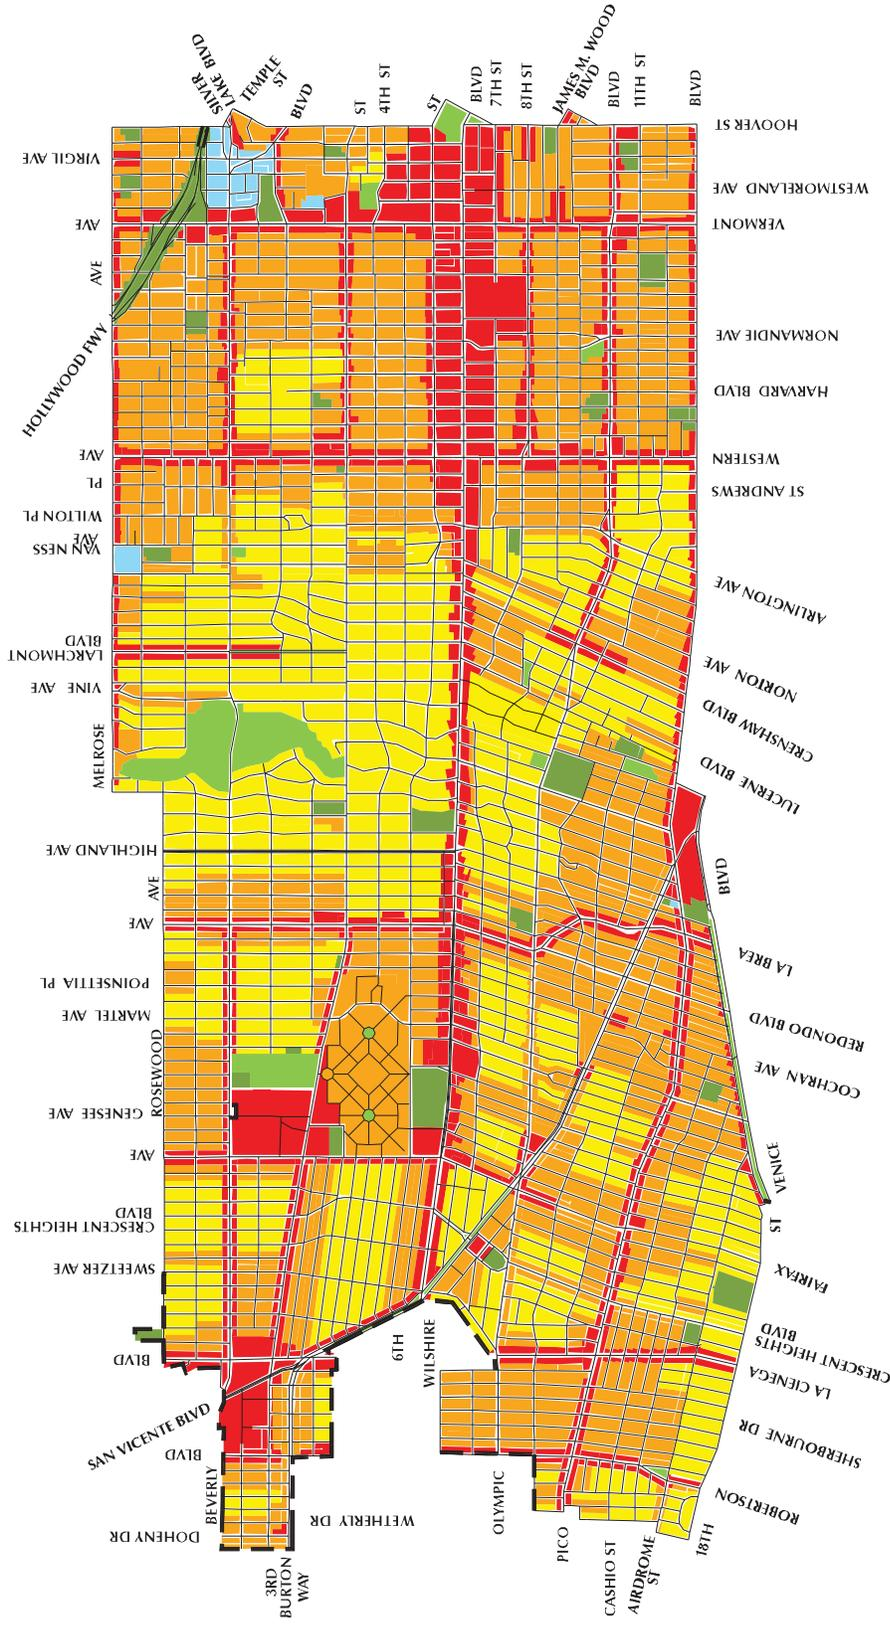 SILVER
LAKE BLVD
TEMPLE
ST
BLVD
ST
4TH ST
ST
BLVD
7TH ST
8TH ST
JAMES M. WOOD
BLVD
BLVD
11TH ST
BLVD
HOOVER ST
VIRGIL AVE
WESTMORELAND AVE
AVE
VERMONT
AVE
HOLLYWOOD FWY
NORMANDIE AVE
HARVARD BLVD
AVE
WESTERN
PL
ST ANDREWS
WILTON PL
AVE
VAN NESS
ARLINGTON AVE
BLVD
LARCHMONT
NORTON AVE
VINE AVE
CRENSHAW BLVD
MELROSE
LUCERNE BLVD
HIGHLAND AVE
BLVD
AVE
AVE
LA BREA
POINSETTIA PL
MARTEL AVE
REDONDO BLVD
ROSEWOOD
COCHRAN AVE
GENESEE AVE
AVE
VENICE
BLVD
CRESCENT HEIGHTS
ST
SWEETZER AVE
FAIRFAX
BLVD
6TH
WILSHIRE
BLVD
CRESCENT HEIGHTS
LA CIENEGA
SAN VICENTE BLVD
BLVD
SHERBOURNE DR
BEVERLY
OLYMPIC
ROBERTSON
DOHENY DR
WETHERLY DR
3RD
BURTON
WAY
PICO
CASHIO ST
AIRDROME
ST
18TH